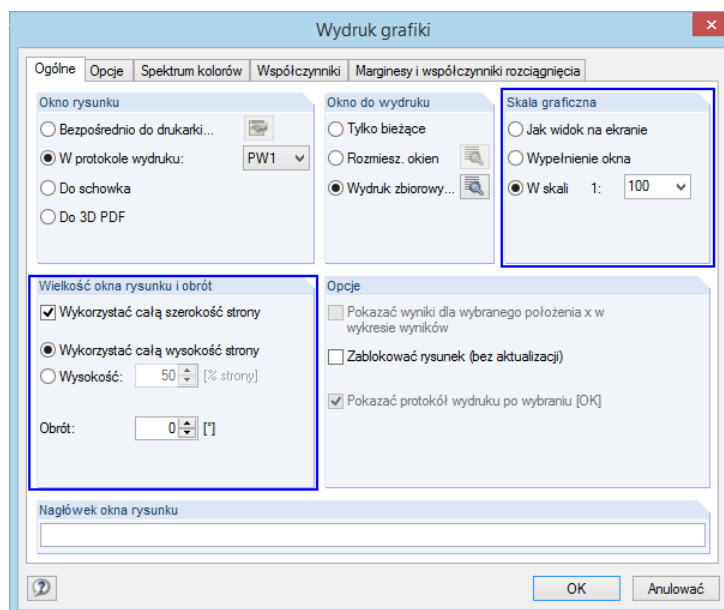 Wydruk grafiki
Ogólne Opcje Spektrum kolorów Współczynniki Marginesy i współczynniki rozciągnięcia
Okno rysunku
Bezpośrednio do drukarki...
W protokole wydruku: PW1
Do schowka
Do 3D PDF
Okno do wydruku
Tylko bieżące
Rozmiesz. okien
Wydruk zbiorowy...
Skala graficzna
Jak widok na ekranie
Wypełnienie okna
W skali 1: 100
Wielkość okna rysunku i obrót
Wykorzystać całą szerokość strony
Wykorzystać całą wysokość strony
Wysokość: 50 [% strony]
Obrót: 0 [°]
Opcje
Pokazać wyniki dla wybranego położenia x w
wykresie wyników
Zablokować rysunek (bez aktualizacji)
Pokazać protokół wydruku po wybraniu [OK]
Nagłówek okna rysunku
OK Anulować